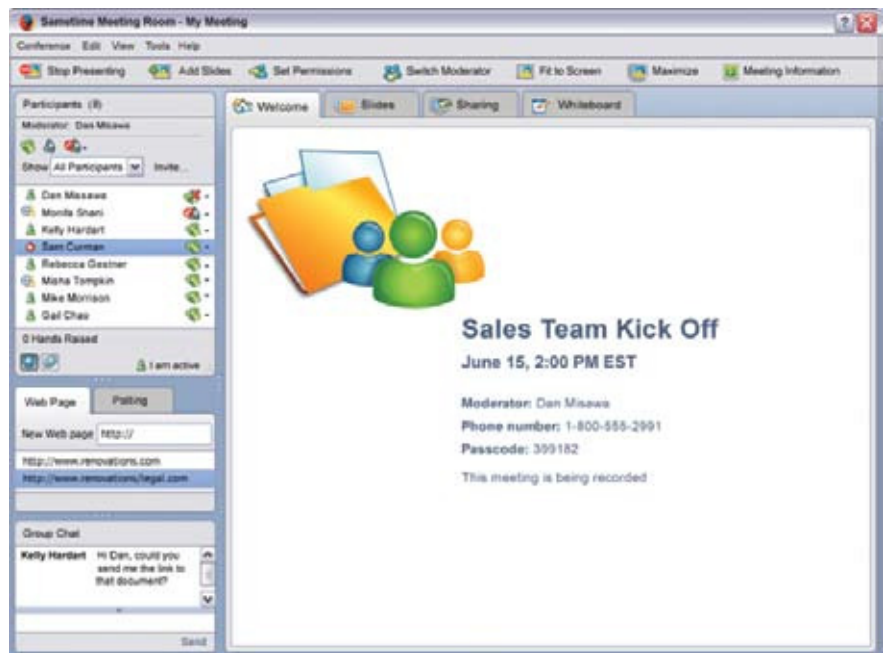 Sametime Meeting Room - My Meeting
Conference Edit View Tools Help
Stop Presenting Add Slides Set Permissions Switch Moderator Fit to Screen Maximize Meeting Information
Participants (8)
Moderator: Dan Misawa
Show All Participants Invite...
Dan Misawa
Monita Shani
Kelly Hardart
Sam Curman
Rebecca Gestner
Misha Tompkin
Mike Morrison
Gail Chao
0 Hands Raised
I am active
Web Page Polling
New Web page http://
http://www.renovations.com
http://www.renovations/legal.com
Group Chat
Kelly Hardart Hi Dan, could you
send me the link to
that document?
Send
Welcome Slides Sharing Whiteboard
Sales Team Kick Off
June 15, 2:00 PM EST
Moderator: Dan Misawa
Phone number: 1-800-555-2991
Passcode: 399182
This meeting is being recorded